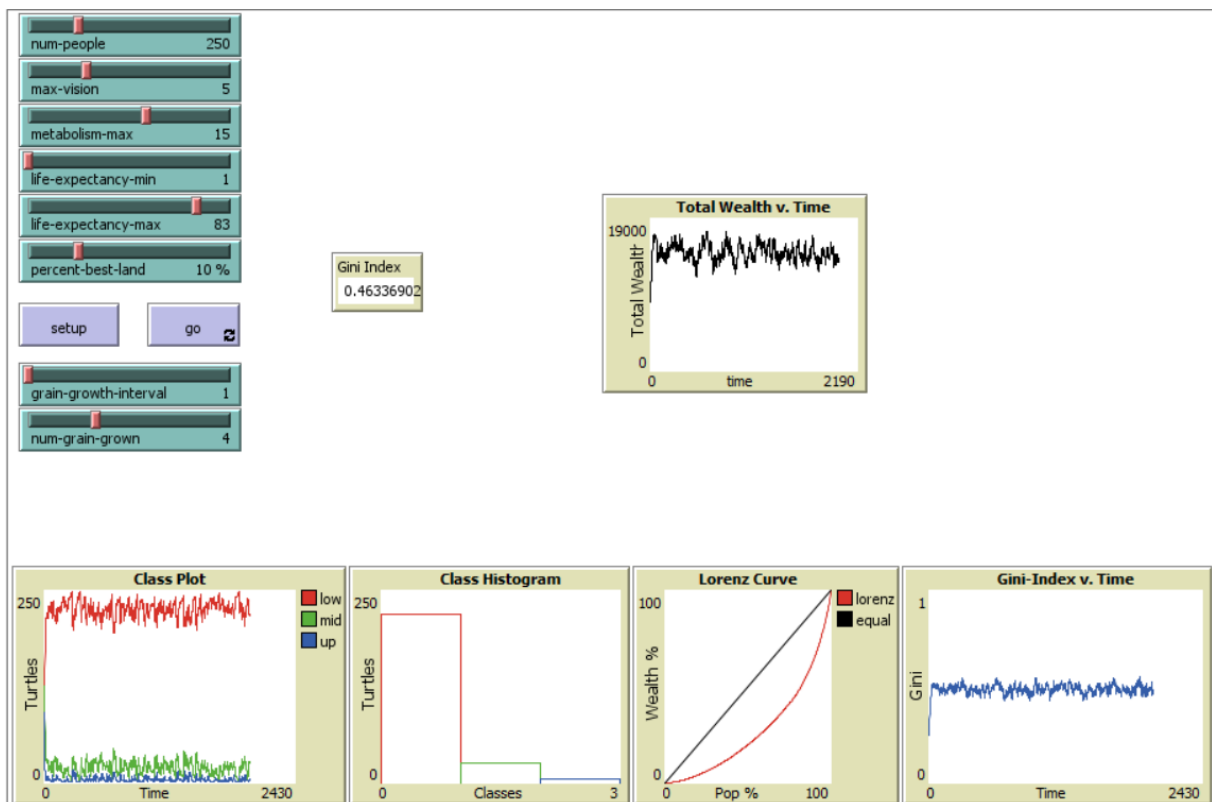 num-people 250
max-vision 5
metabolism-max 15
life-expectancy-min 1
life-expectancy-max 83
percent-best-land 10 %
setup go
grain-growth-interval 1
num-grain-grown 4
Gini Index
0.46336902
Total Wealth v. Time
19000
Total Wealth
0
0 time 2190
Class Plot
250
Turtles
0
0 Time 2430
low
mid
up
Class Histogram
250
Turtles
0
0 Classes 3
Lorenz Curve
100
Wealth %
0
0 Pop % 100
lorenz
equal
Gini-Index v. Time
1
Gini
0
0 Time 2430